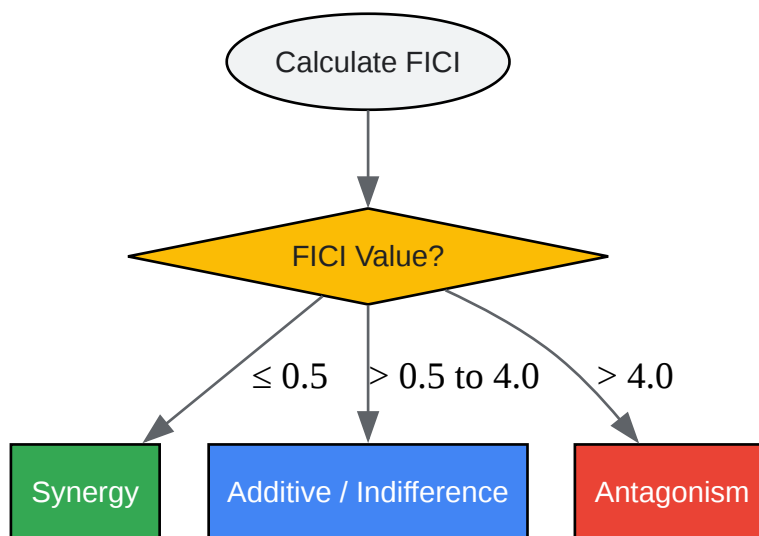 Calculate FICI
FICI Value?
≤ 0.5
> 0.5 to 4.0
> 4.0
Synergy
Additive / Indifference
Antagonism